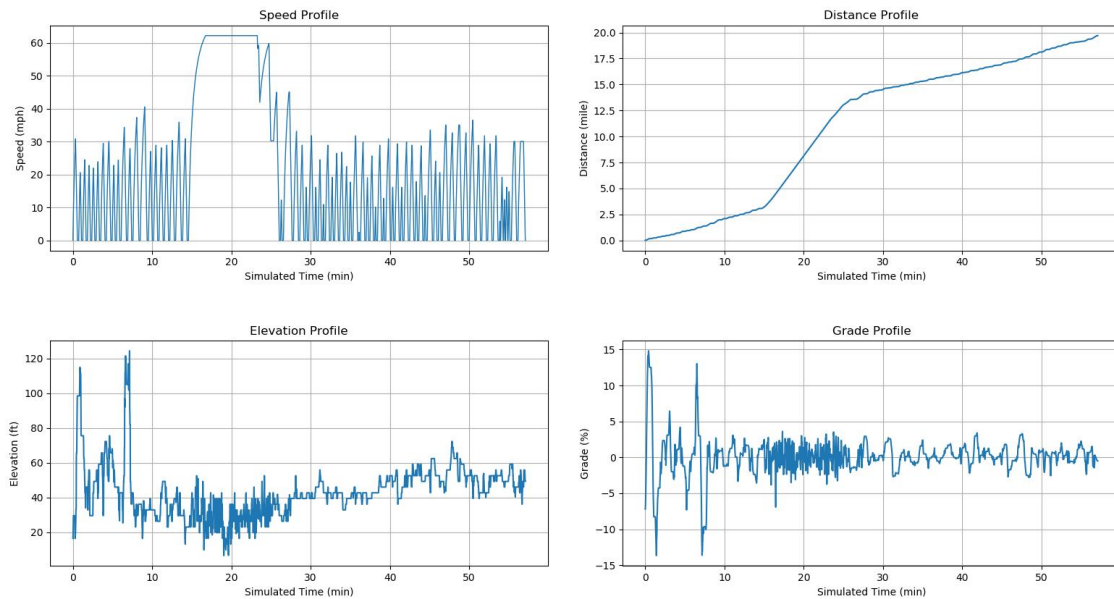 Speed Profile
60
50
40
30
20
10
0
Speed (mph)
0 10 20 30 40 50
Simulated Time (min)
Distance Profile
20.0
17.5
15.0
12.5
10.0
7.5
5.0
2.5
0.0
Distance (mile)
0 10 20 30 40 50
Simulated Time (min)
Elevation Profile
120
100
80
60
40
20
Elevation (ft)
0 10 20 30 40 50
Simulated Time (min)
Grade Profile
15
10
5
0
−5
−10
−15
Grade (%)
0 10 20 30 40 50
Simulated Time (min)